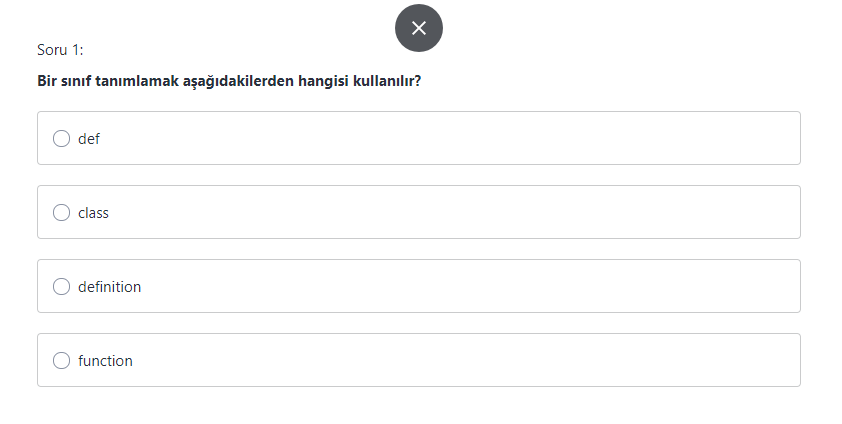 Soru 1:
Bir sınıf tanımlamak aşağıdakilerden hangisi kullanılır?
def
class
definition
function